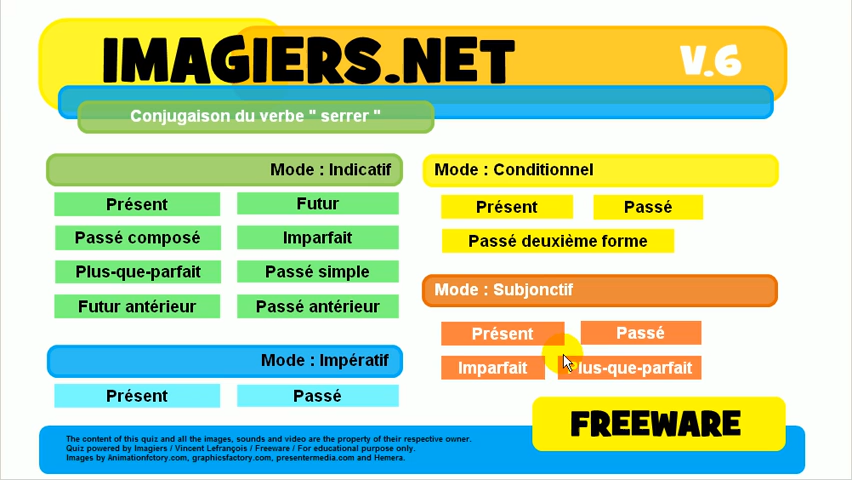 IMAGIERS.NET
V.6
Conjugaison du verbe " serrer "
Mode : Indicatif
Présent
Futur
Passé composé
Imparfait
Plus-que-parfait
Passé simple
Futur antérieur
Passé antérieur
Mode : Impératif
Présent
Passé
Mode : Conditionnel
Présent
Passé
Passé deuxième forme
Mode : Subjonctif
Présent
Passé
Imparfait
Plus-que-parfait
FREEWARE
The content of this quiz and all the images, sounds and video are the property of their respective owner.
Quiz powered by Imagiers / Vincent Lefrançois / Freeware / For educational purpose only.
Images by Animationfctory.com, graphicsfactory.com, presentermedia.com and Hemera.